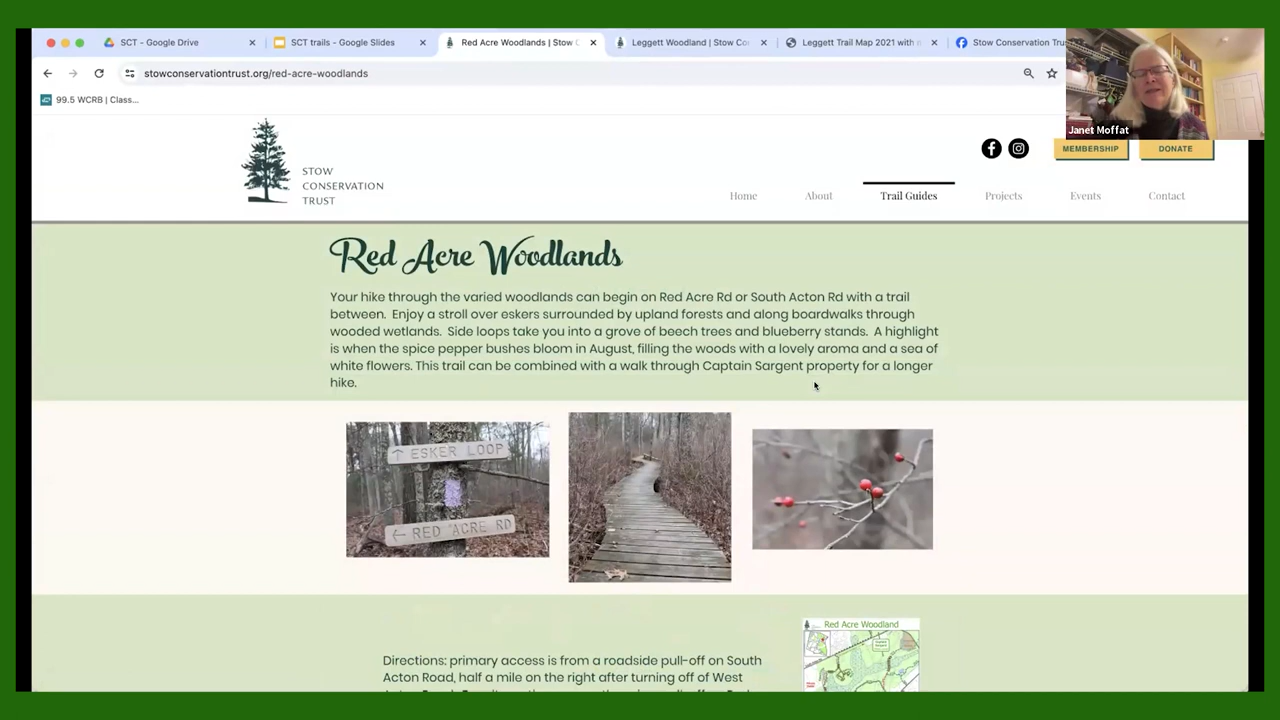 SCT - Google Drive
SCT trails - Google Slides
Red Acre Woodlands | Stow C
Leggett Woodland | Stow Co
Leggett Trail Map 2021 with
Stow Conservation Tru
stowconservationtrust.org/red-acre-woodlands
99.5 WCRB | Class...
Janet Moffat
MEMBERSHIP
DONATE
STOW
CONSERVATION
TRUST
Home
About
Trail Guides
Projects
Events
Contact
Red Acre Woodlands
Your hike through the varied woodlands can begin on Red Acre Rd or South Acton Rd with a trail
between. Enjoy a stroll over eskers surrounded by upland forests and along boardwalks through
wooded wetlands. Side loops take you into a grove of beech trees and blueberry stands. A highlight
is when the spice pepper bushes bloom in August, filling the woods with a lovely aroma and a sea of
white flowers. This trail can be combined with a walk through Captain Sargent property for a longer
hike.
↑ ESKER LOOP
← RED ACRE RD
Directions: primary access is from a roadside pull-off on South
Acton Road, half a mile on the right after turning off of West
Red Acre Woodland